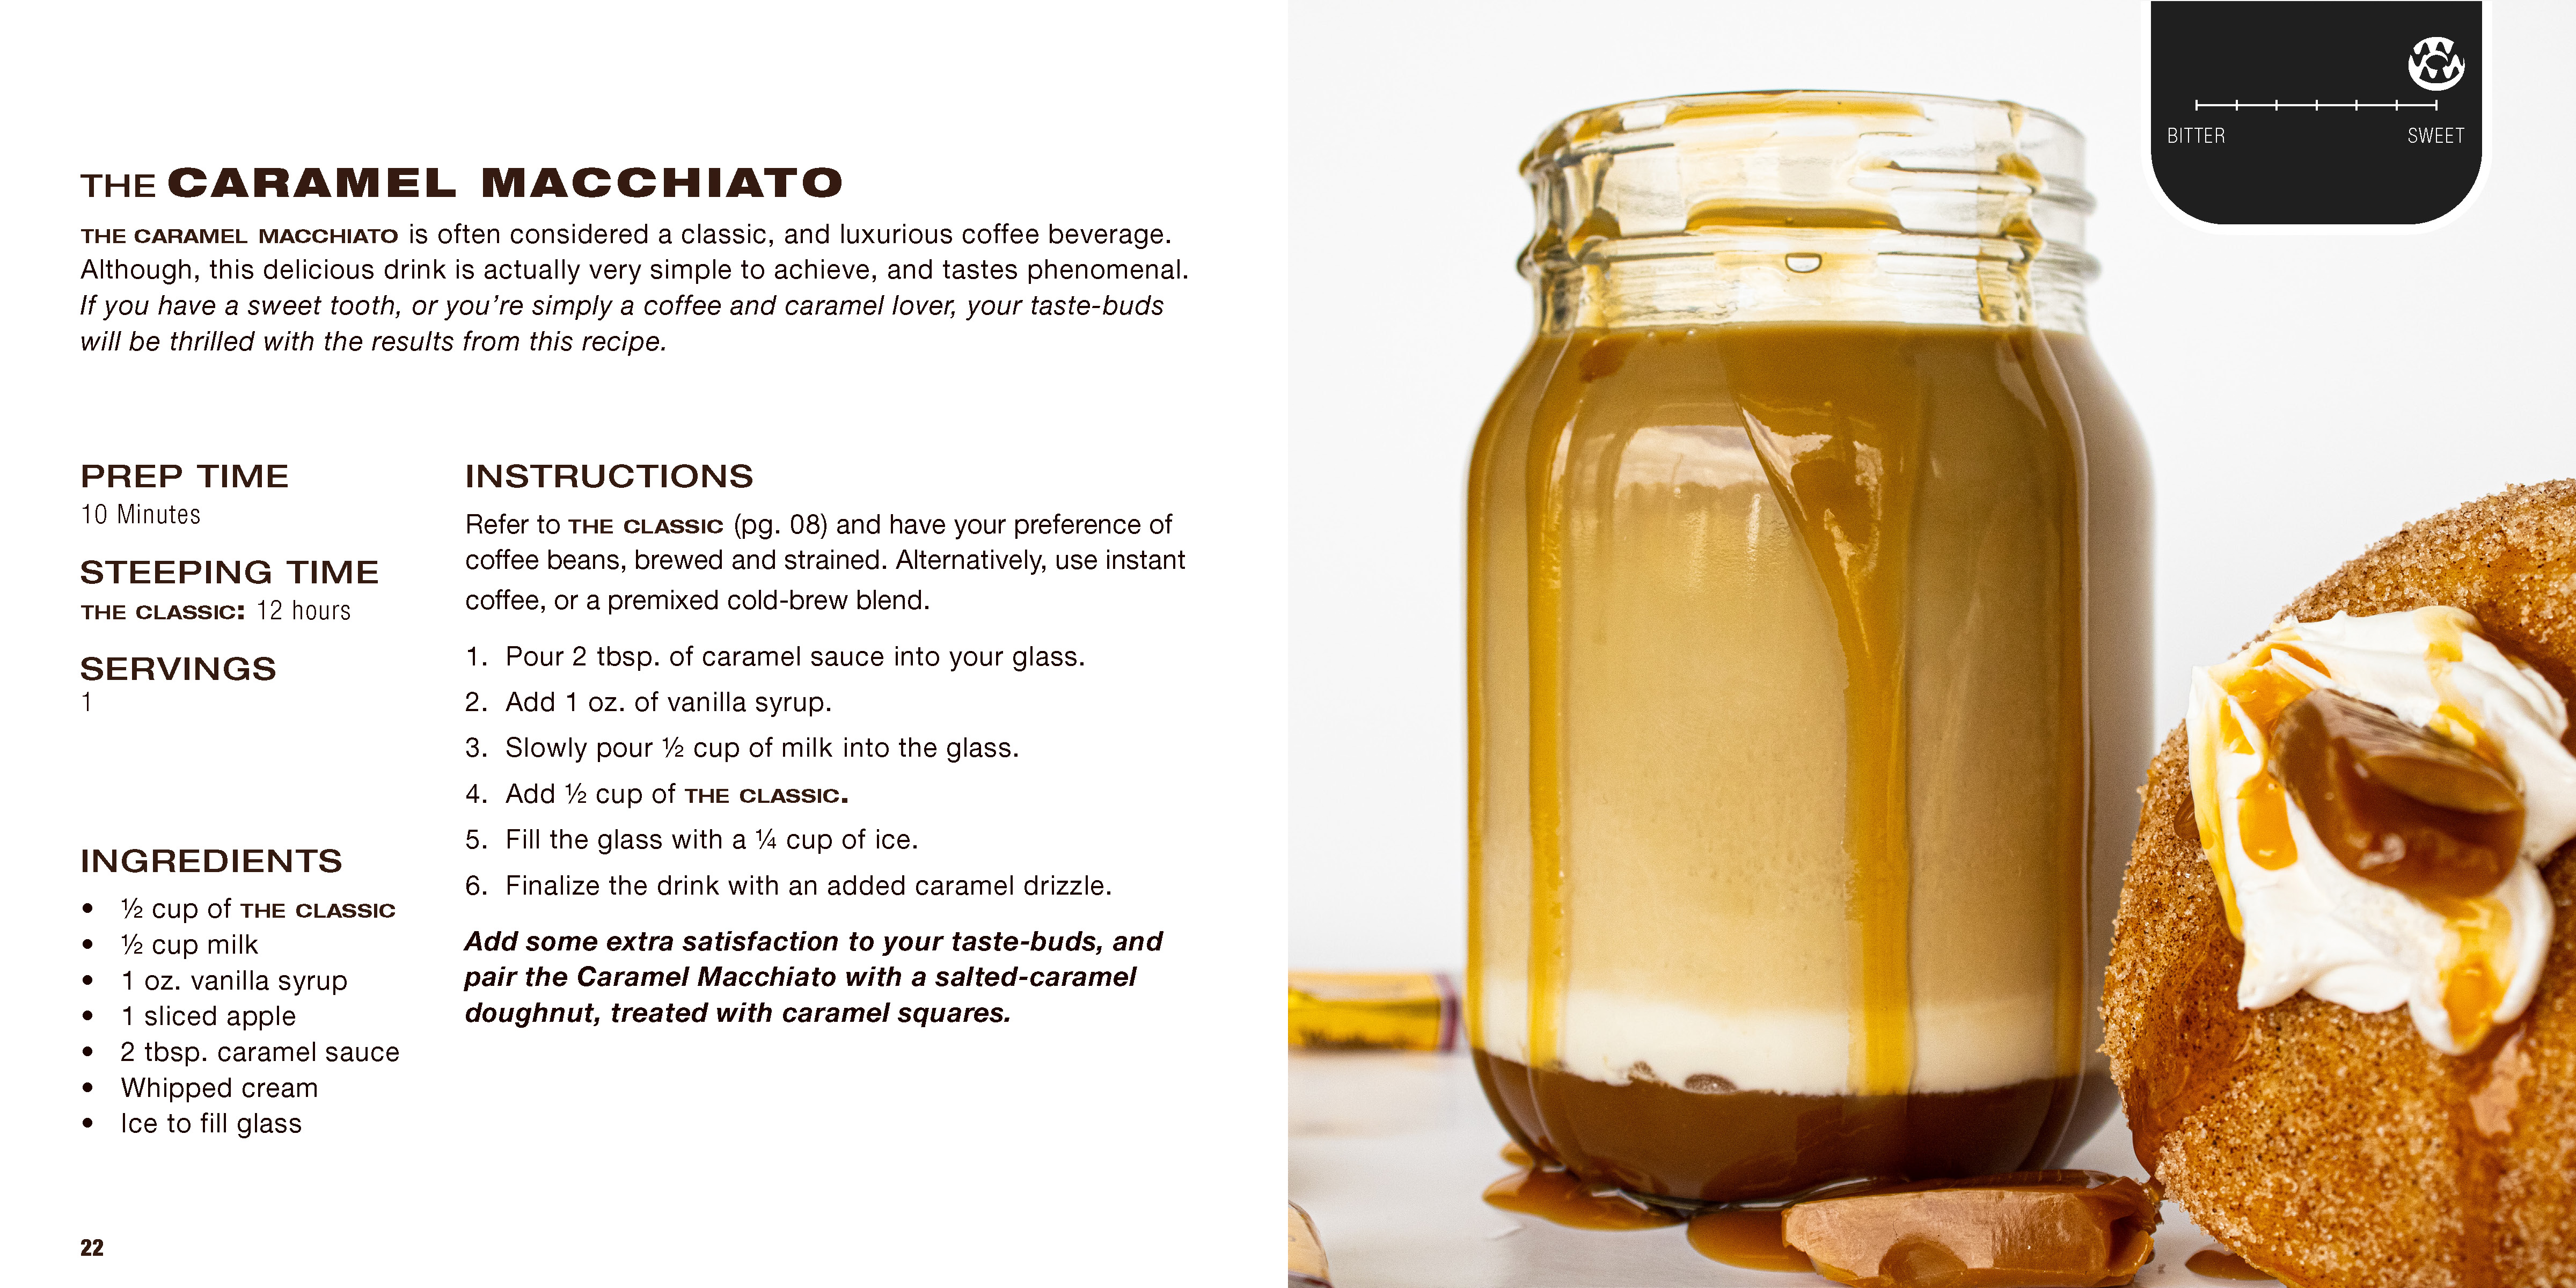 THE CARAMEL MACCHIATO
THE CARAMEL MACCHIATO is often considered a classic, and luxurious coffee beverage.
Although, this delicious drink is actually very simple to achieve, and tastes phenomenal.
If you have a sweet tooth, or you’re simply a coffee and caramel lover, your taste-buds
will be thrilled with the results from this recipe.
PREP TIME
10 Minutes
STEEPING TIME
THE CLASSIC: 12 hours
SERVINGS
1
INGREDIENTS
• ½ cup of THE CLASSIC
• ½ cup milk
• 1 oz. vanilla syrup
• 1 sliced apple
• 2 tbsp. caramel sauce
• Whipped cream
• Ice to fill glass
INSTRUCTIONS
Refer to THE CLASSIC (pg. 08) and have your preference of
coffee beans, brewed and strained. Alternatively, use instant
coffee, or a premixed cold-brew blend.
1. Pour 2 tbsp. of caramel sauce into your glass.
2. Add 1 oz. of vanilla syrup.
3. Slowly pour ½ cup of milk into the glass.
4. Add ½ cup of THE CLASSIC.
5. Fill the glass with a ¼ cup of ice.
6. Finalize the drink with an added caramel drizzle.
Add some extra satisfaction to your taste-buds, and
pair the Caramel Macchiato with a salted-caramel
doughnut, treated with caramel squares.
22
BITTER SWEET